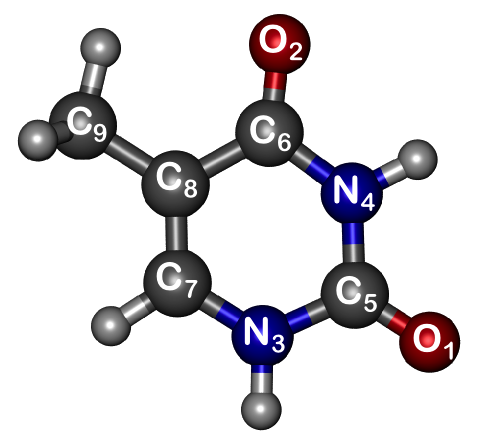 O₂
C₉
C₆
C₈
N₄
C₇
C₅
N₃
O₁